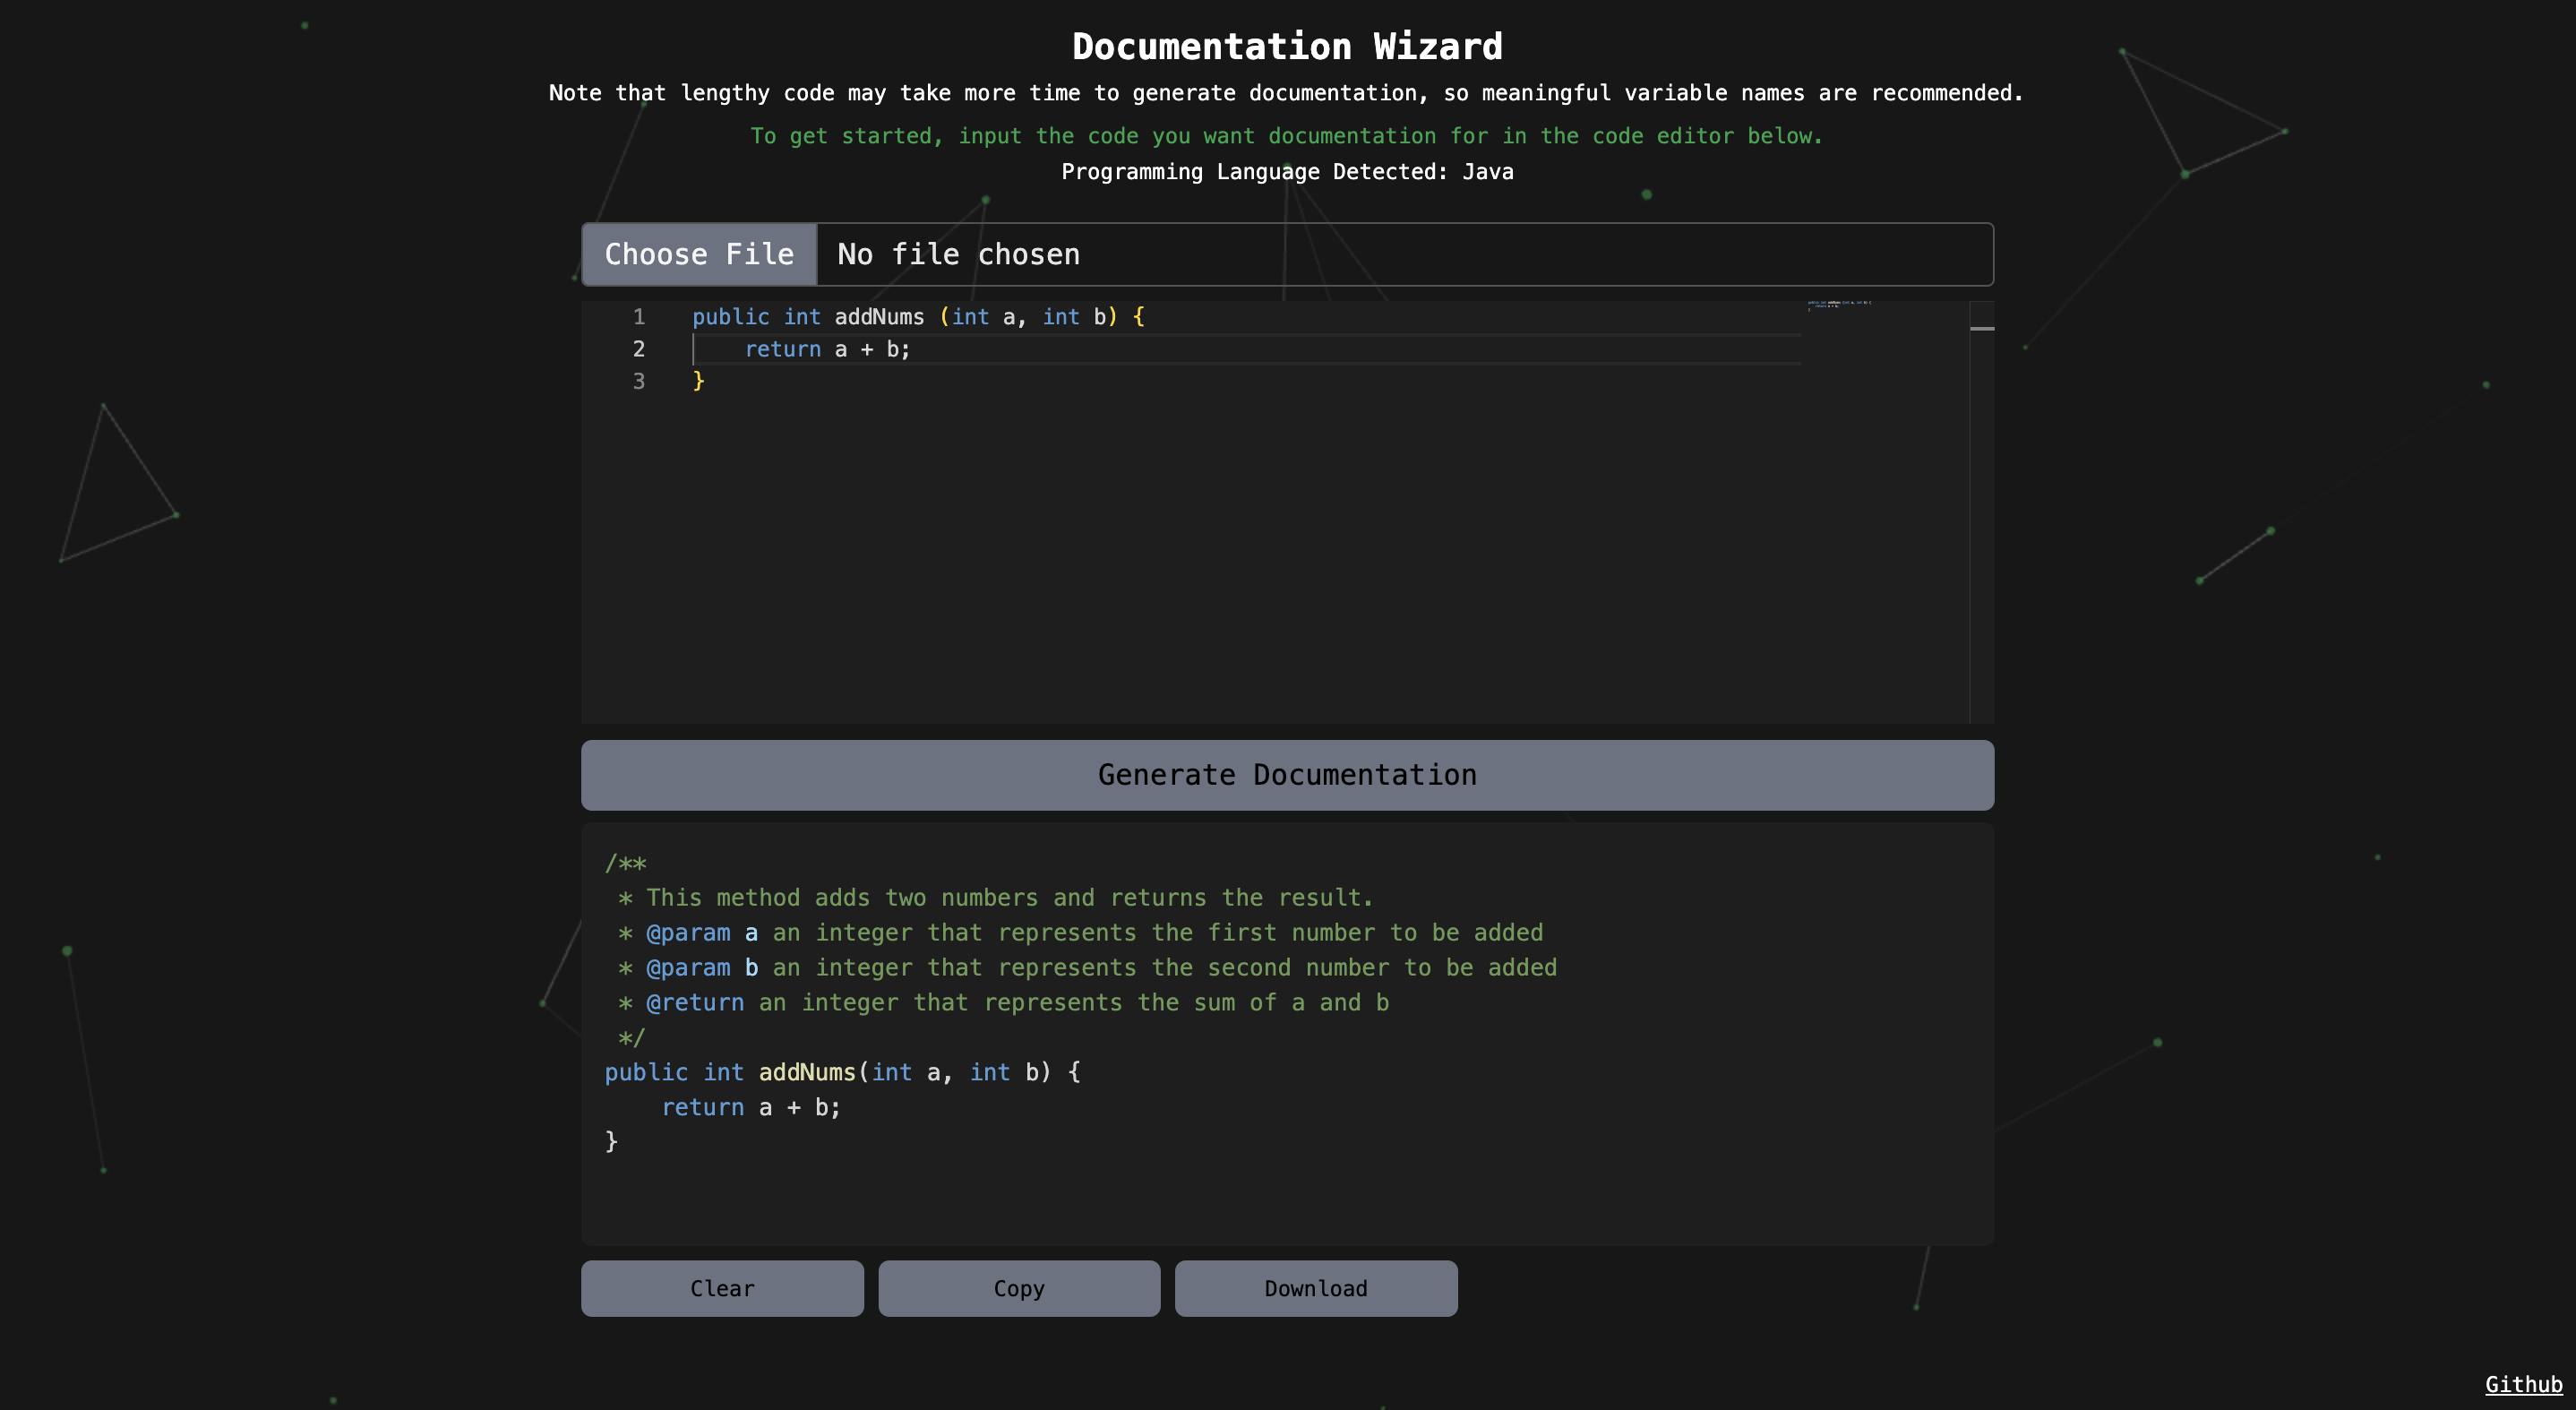 Documentation Wizard
Note that lengthy code may take more time to generate documentation, so meaningful variable names are recommended.
To get started, input the code you want documentation for in the code editor below.
Programming Language Detected: Java
Choose File No file chosen
1 public int addNums (int a, int b) {
2     return a + b;
3 }
Generate Documentation
/**
 * This method adds two numbers and returns the result.
 * @param a an integer that represents the first number to be added
 * @param b an integer that represents the second number to be added
 * @return an integer that represents the sum of a and b
 */
public int addNums(int a, int b) {
    return a + b;
}
Clear Copy Download
Github